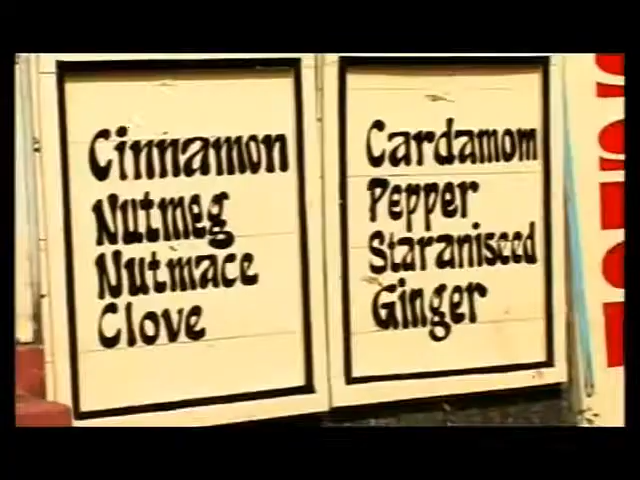 Cinnamon
Nutmeg
Nutmace
Clove
Cardamom
Pepper
Staraniseed
Ginger